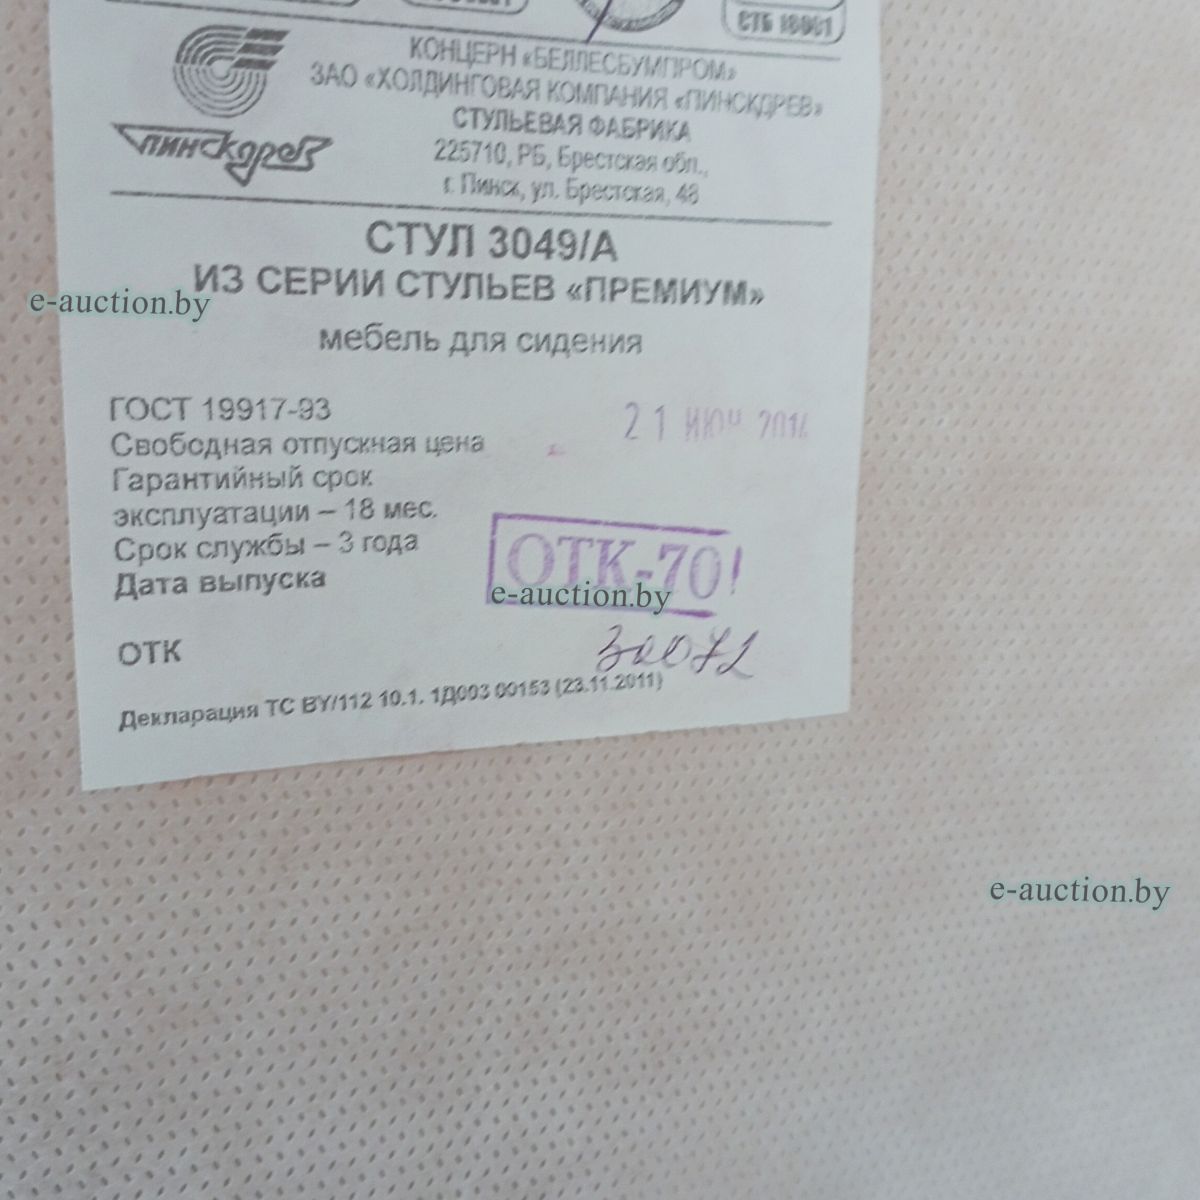 СТБ 18001
КОНЦЕРН «БЕЛЛЕСБУМПРОМ»
ЗАО «ХОЛДИНГОВАЯ КОМПАНИЯ «ПИНСКДРЕВ»
СТУЛЬЕВАЯ ФАБРИКА
пинскдрев
225710, РБ, Брестская обл.,
г. Пинск, ул. Брестская, 48
СТУЛ 3049/А
ИЗ СЕРИИ СТУЛЬЕВ «ПРЕМИУМ»
e-auction.by
мебель для сидения
ГОСТ 19917-93
21 ИЮН
Свободная отпускная цена
Гарантийный срок
эксплуатации – 18 мес.
Срок службы – 3 года
Дата выпуска
ОТК-70
e-auction.by
ОТК
Декларация ТС BY/112 10.1. 1Д003 00153 (23.11.2011)
e-auction.by